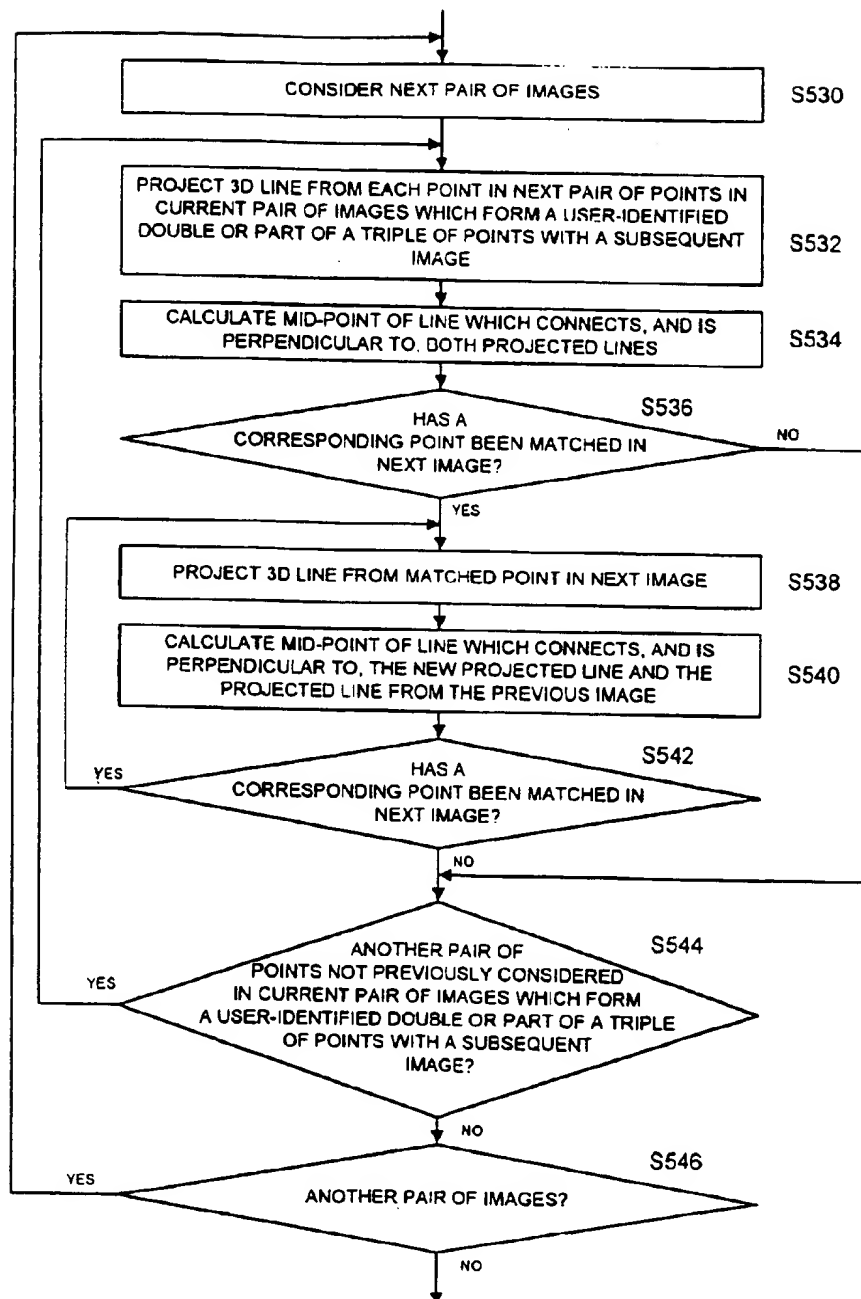 CONSIDER NEXT PAIR OF IMAGES
S530
PROJECT 3D LINE FROM EACH POINT IN NEXT PAIR OF POINTS IN
CURRENT PAIR OF IMAGES WHICH FORM A USER-IDENTIFIED
DOUBLE OR PART OF A TRIPLE OF POINTS WITH A SUBSEQUENT
IMAGE
S532
CALCULATE MID-POINT OF LINE WHICH CONNECTS, AND IS
PERPENDICULAR TO, BOTH PROJECTED LINES
S534
S536
HAS A
CORRESPONDING POINT BEEN MATCHED IN
NEXT IMAGE?
NO
YES
PROJECT 3D LINE FROM MATCHED POINT IN NEXT IMAGE
S538
CALCULATE MID-POINT OF LINE WHICH CONNECTS, AND IS
PERPENDICULAR TO, THE NEW PROJECTED LINE AND THE
PROJECTED LINE FROM THE PREVIOUS IMAGE
S540
S542
YES
HAS A
CORRESPONDING POINT BEEN MATCHED IN
NEXT IMAGE?
NO
S544
YES
ANOTHER PAIR OF
POINTS NOT PREVIOUSLY CONSIDERED
IN CURRENT PAIR OF IMAGES WHICH FORM
A USER-IDENTIFIED DOUBLE OR PART OF A TRIPLE
OF POINTS WITH A SUBSEQUENT
IMAGE?
NO
S546
YES
ANOTHER PAIR OF IMAGES?
NO